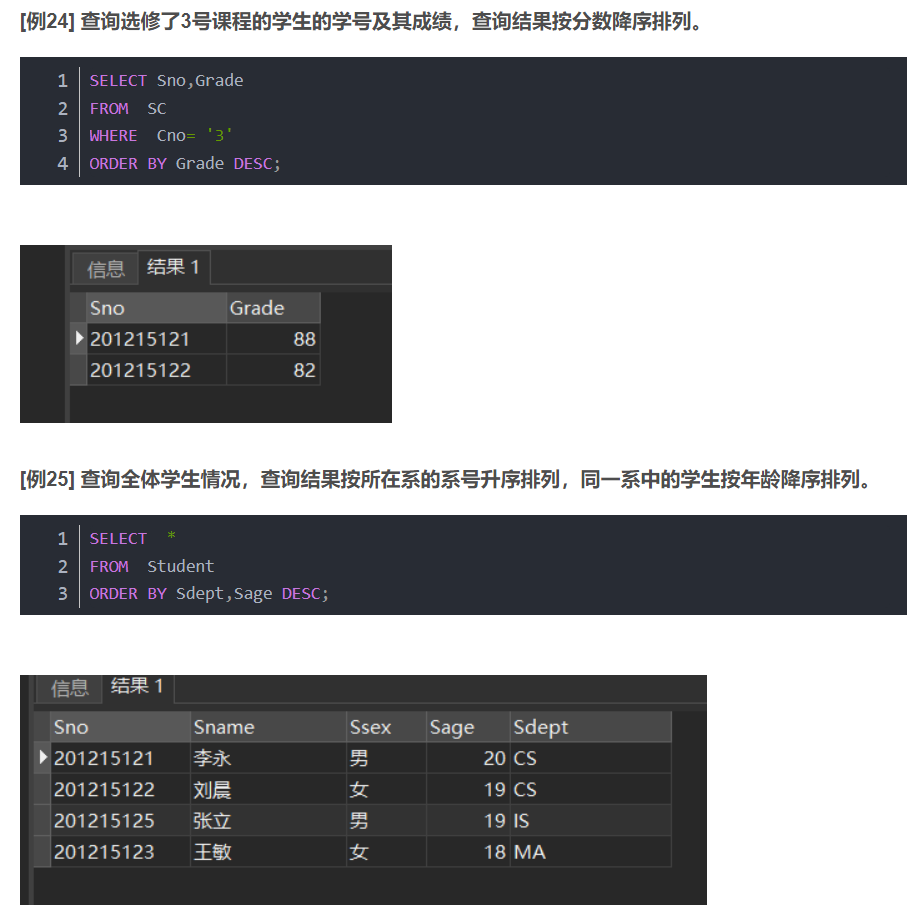 [例24] 查询选修了3号课程的学生的学号及其成绩，查询结果按分数降序排列。
1 SELECT Sno,Grade
2 FROM  SC
3 WHERE  Cno= '3'
4 ORDER BY Grade DESC;
信息 结果 1
Sno Grade
201215121 88
201215122 82
[例25] 查询全体学生情况，查询结果按所在系的系号升序排列，同一系中的学生按年龄降序排列。
1 SELECT  *
2 FROM  Student
3 ORDER BY Sdept,Sage DESC;
信息 结果 1
Sno Sname Ssex Sage Sdept
201215121 李永 男 20 CS
201215122 刘晨 女 19 CS
201215125 张立 男 19 IS
201215123 王敏 女 18 MA